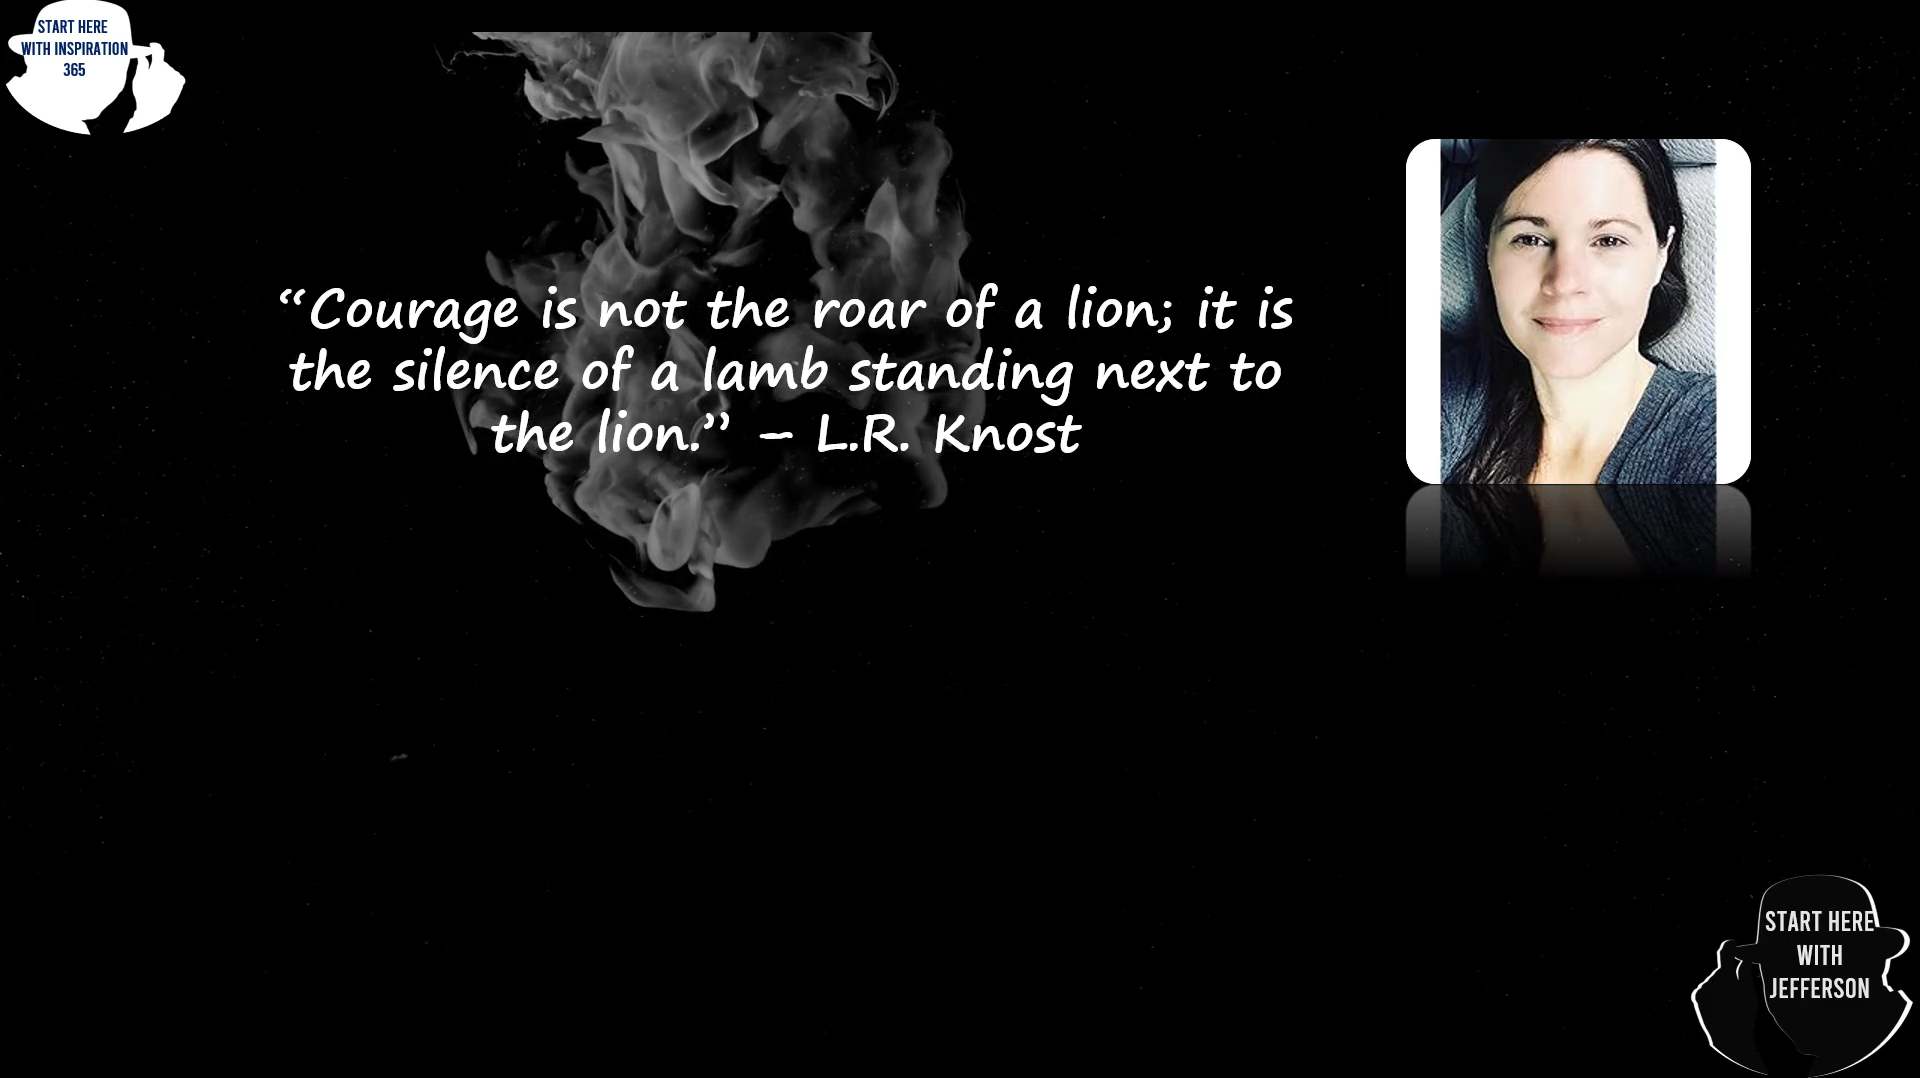 START HERE
WITH INSPIRATION
365
“Courage is not the roar of a lion; it is
the silence of a lamb standing next to
the lion.” – L.R. Knost
START HERE
WITH
JEFFERSON